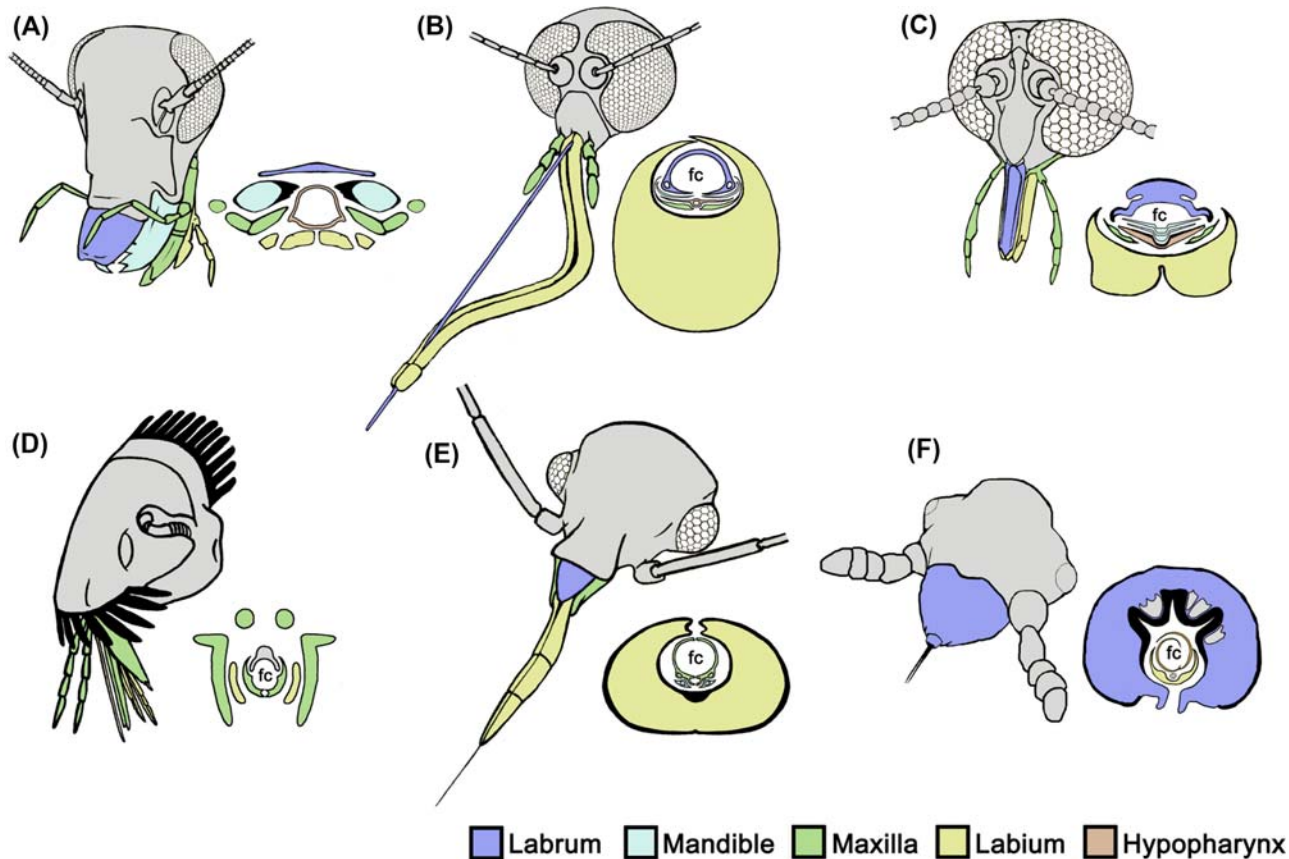 (A)
(B)
fc
(C)
fc
(D)
fc
(E)
fc
(F)
fc
Labrum Mandible Maxilla Labium Hypopharynx